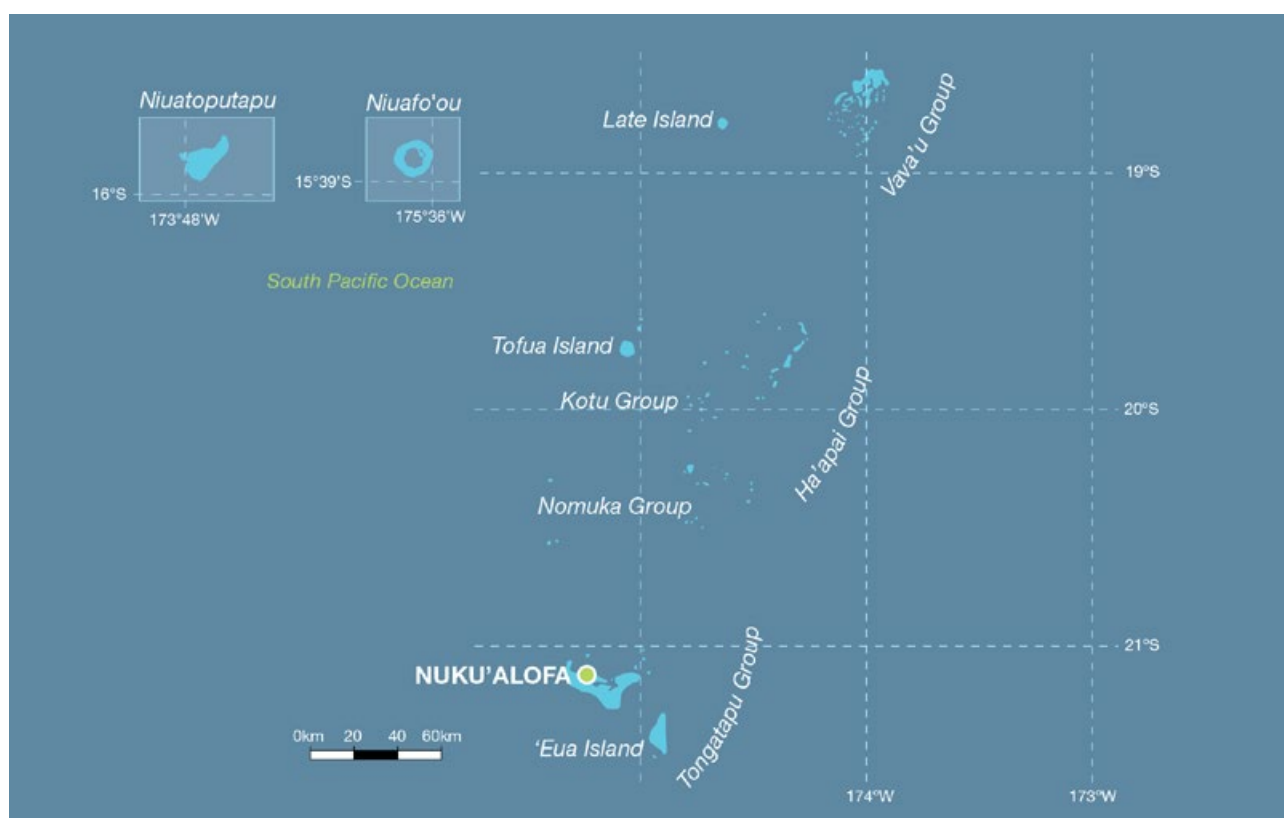 Niuatoputapu
Niuafo'ou
16°S
173°48'W
15°39'S
175°36'W
Late Island
Vava'u Group
19°S
South Pacific Ocean
Tofua Island
Kotu Group
20°S
Ha'apai Group
Nomuka Group
21°S
NUKU'ALOFA
Tongatapu Group
'Eua Island
0km 20 40 60km
174°W
173°W